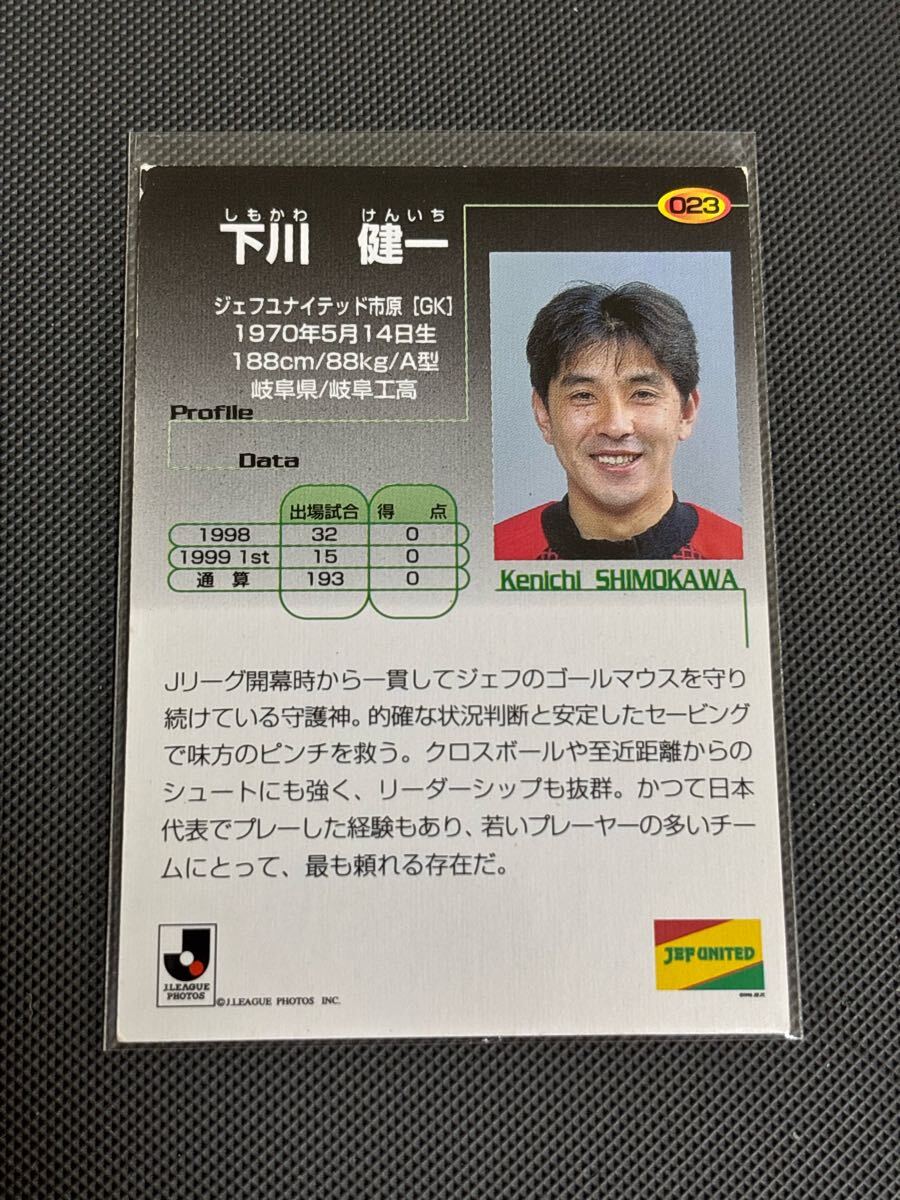 023
しもかわ けんいち
下川 健一
ジェフユナイテッド市原 [GK]
1970年5月14日生
188cm/88kg/A型
岐阜県/岐阜工高
Profile
Data
出場試合 得点
1998 32 0
1999 1st 15 0
通算 193 0
Kenichi SHIMOKAWA
Jリーグ開幕時から一貫してジェフのゴールマウスを守り
続けている守護神。的確な状況判断と安定したセービング
で味方のピンチを救う。クロスボールや至近距離からの
シュートにも強く、リーダーシップも抜群。かつて日本
代表でプレーした経験もあり、若いプレーヤーの多いチー
ムにとって、最も頼れる存在だ。
J.LEAGUE
PHOTOS
©J.LEAGUE PHOTOS INC.
JEF UNITED